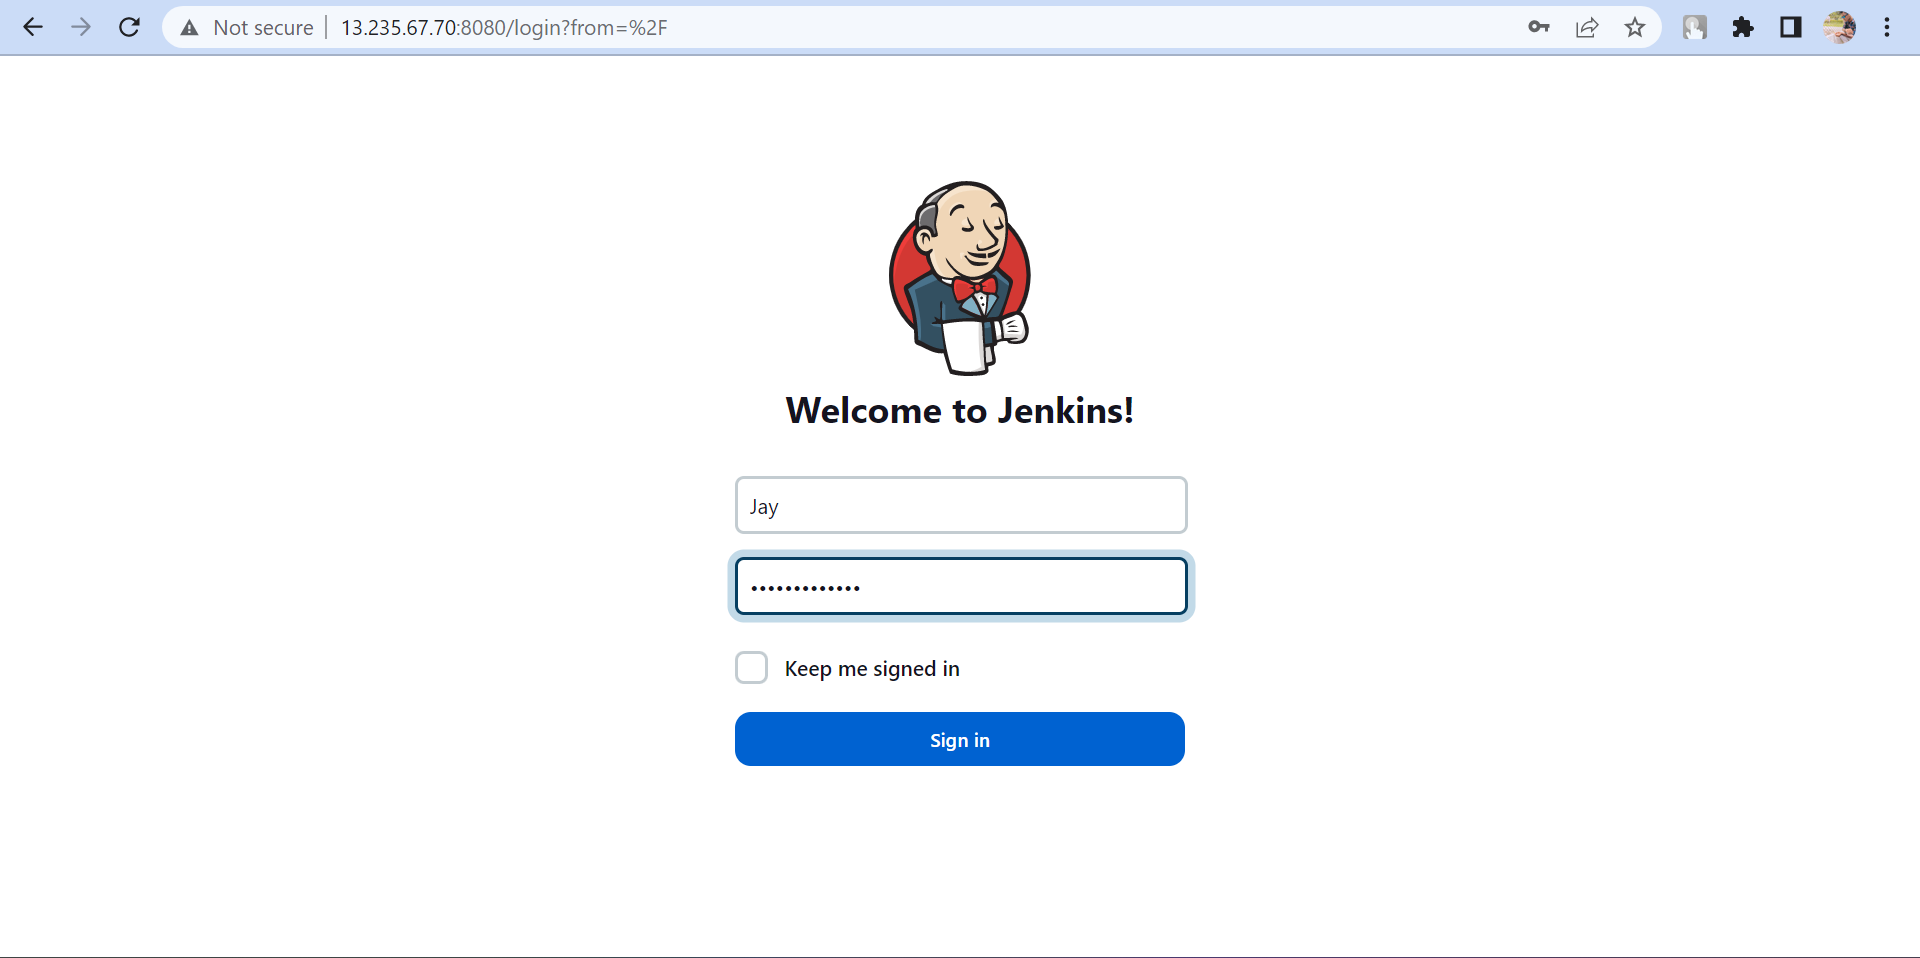 Not secure 13.235.67.70:8080/login?from=%2F
Welcome to Jenkins!
Jay
•••••••••••••
Keep me signed in
Sign in